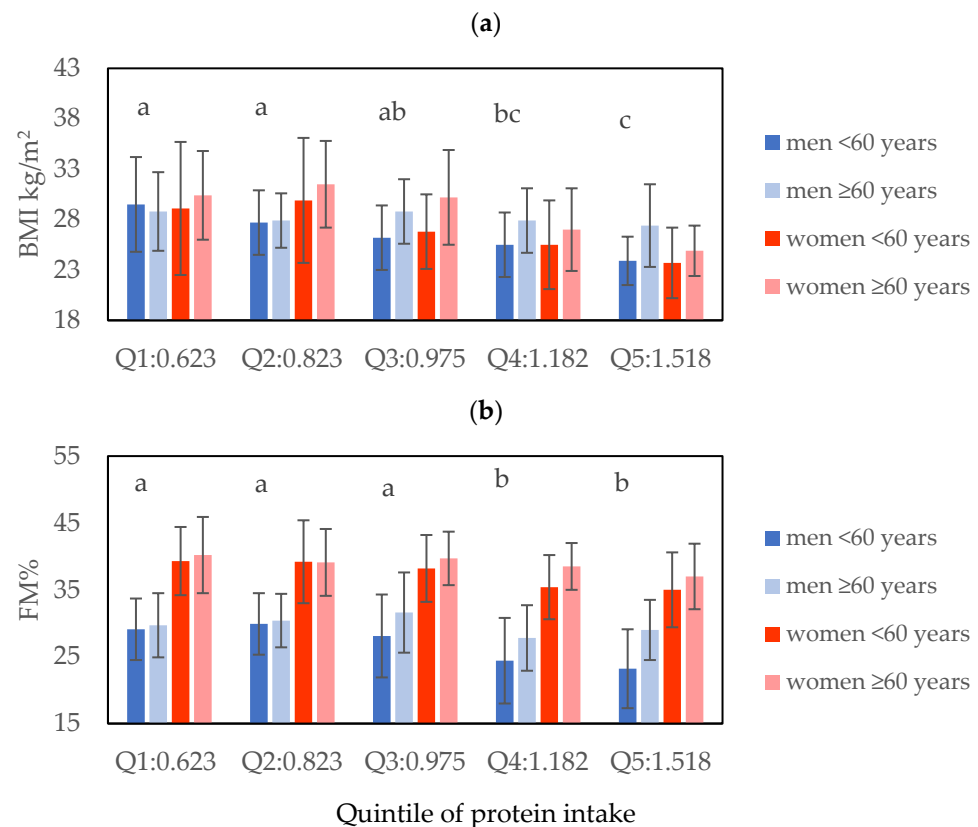 (a)
43
38
33
28
23
18
BMI kg/m²
a a ab bc c
Q1:0.623 Q2:0.823 Q3:0.975 Q4:1.182 Q5:1.518
men <60 years
men ≥60 years
women <60 years
women ≥60 years
(b)
55
45
35
25
15
FM%
a a a b b
Q1:0.623 Q2:0.823 Q3:0.975 Q4:1.182 Q5:1.518
men <60 years
men ≥60 years
women <60 years
women ≥60 years
Quintile of protein intake